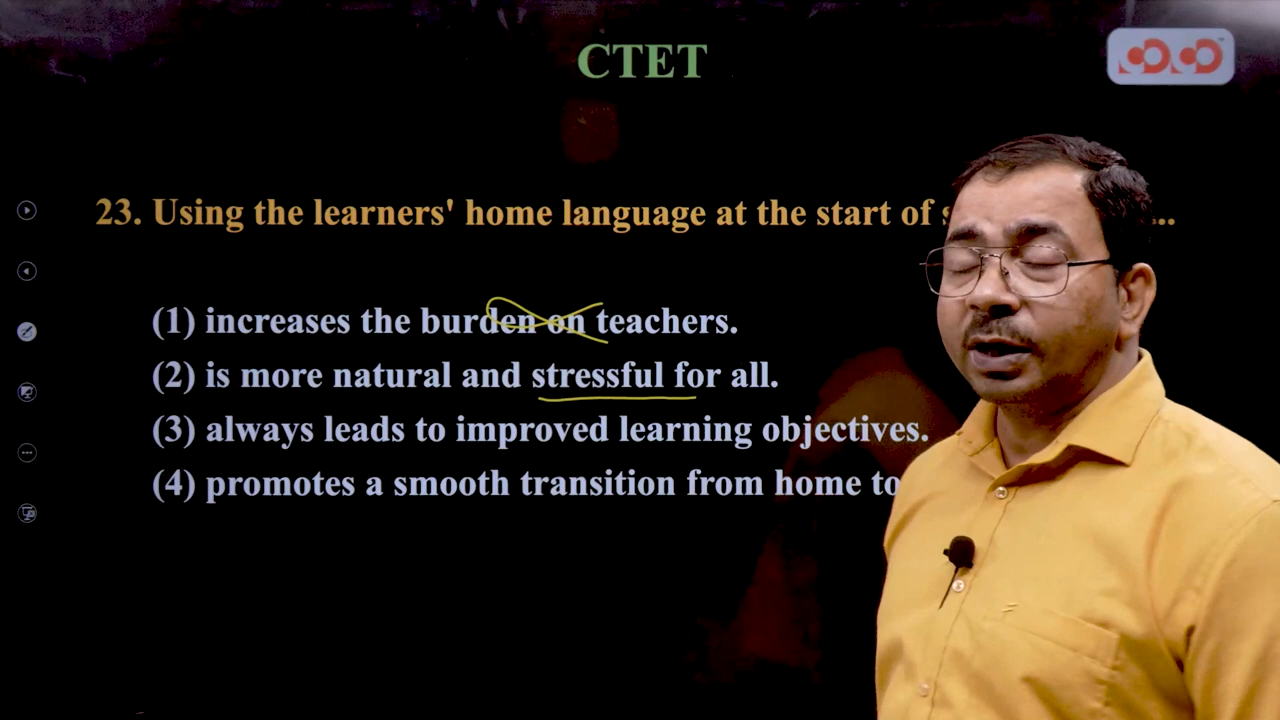 CTET
23. Using the learners' home language at the start of ...
(1) increases the burden on teachers.
(2) is more natural and stressful for all.
(3) always leads to improved learning objectives.
(4) promotes a smooth transition from home to